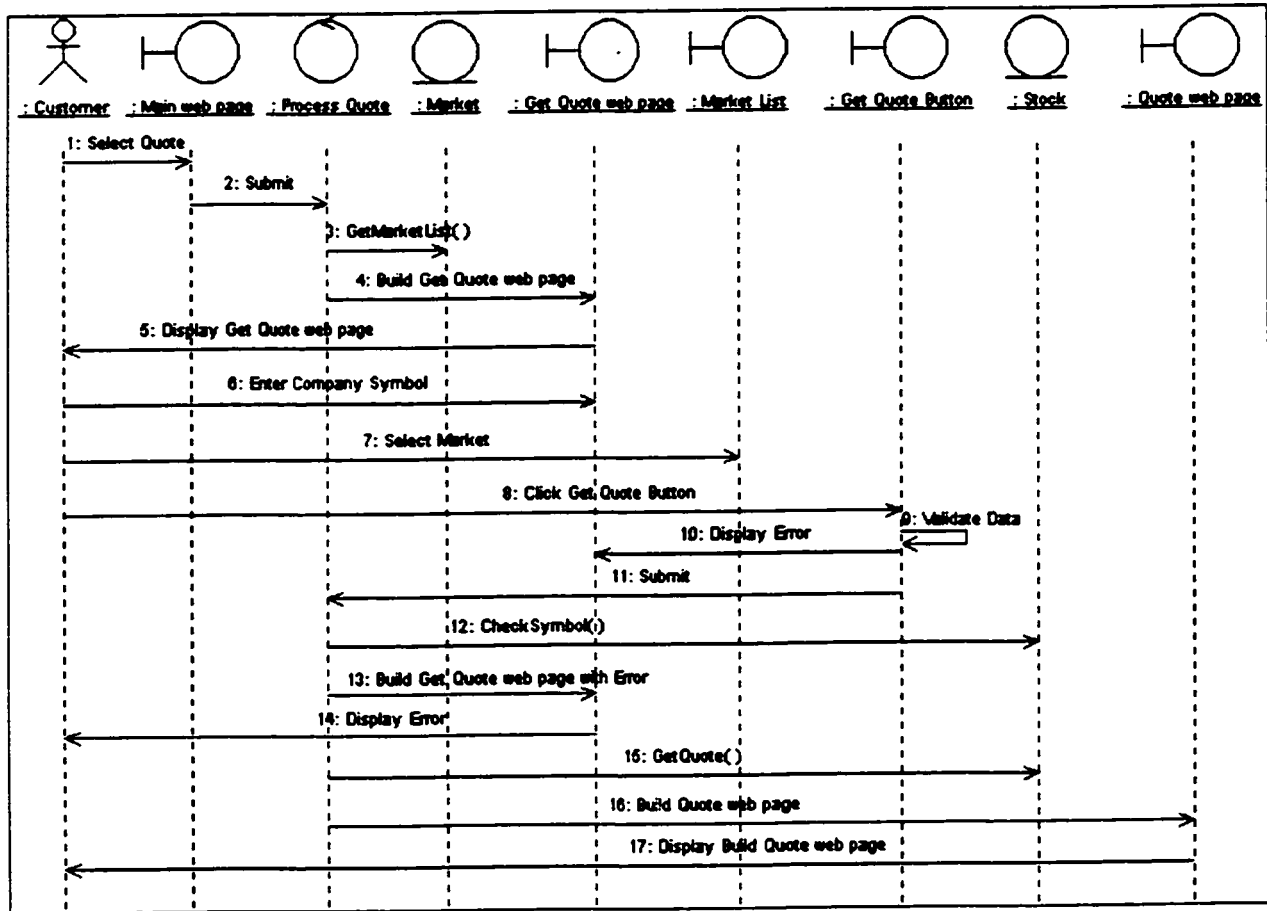 : Customer
: Main web page
: Process Quote
: Market
: Get Quote web page
: Market List
: Get Quote Button
: Stock
: Quote web page
1: Select Quote
2: Submit
3: GetMarketList( )
4: Build Get Quote web page
5: Display Get Quote web page
6: Enter Company Symbol
7: Select Market
8: Click Get Quote Button
9: Validate Data
10: Display Error
11: Submit
12: CheckSymbol( )
13: Build Get Quote web page with Error
14: Display Error
15: GetQuote( )
16: Build Quote web page
17: Display Build Quote web page